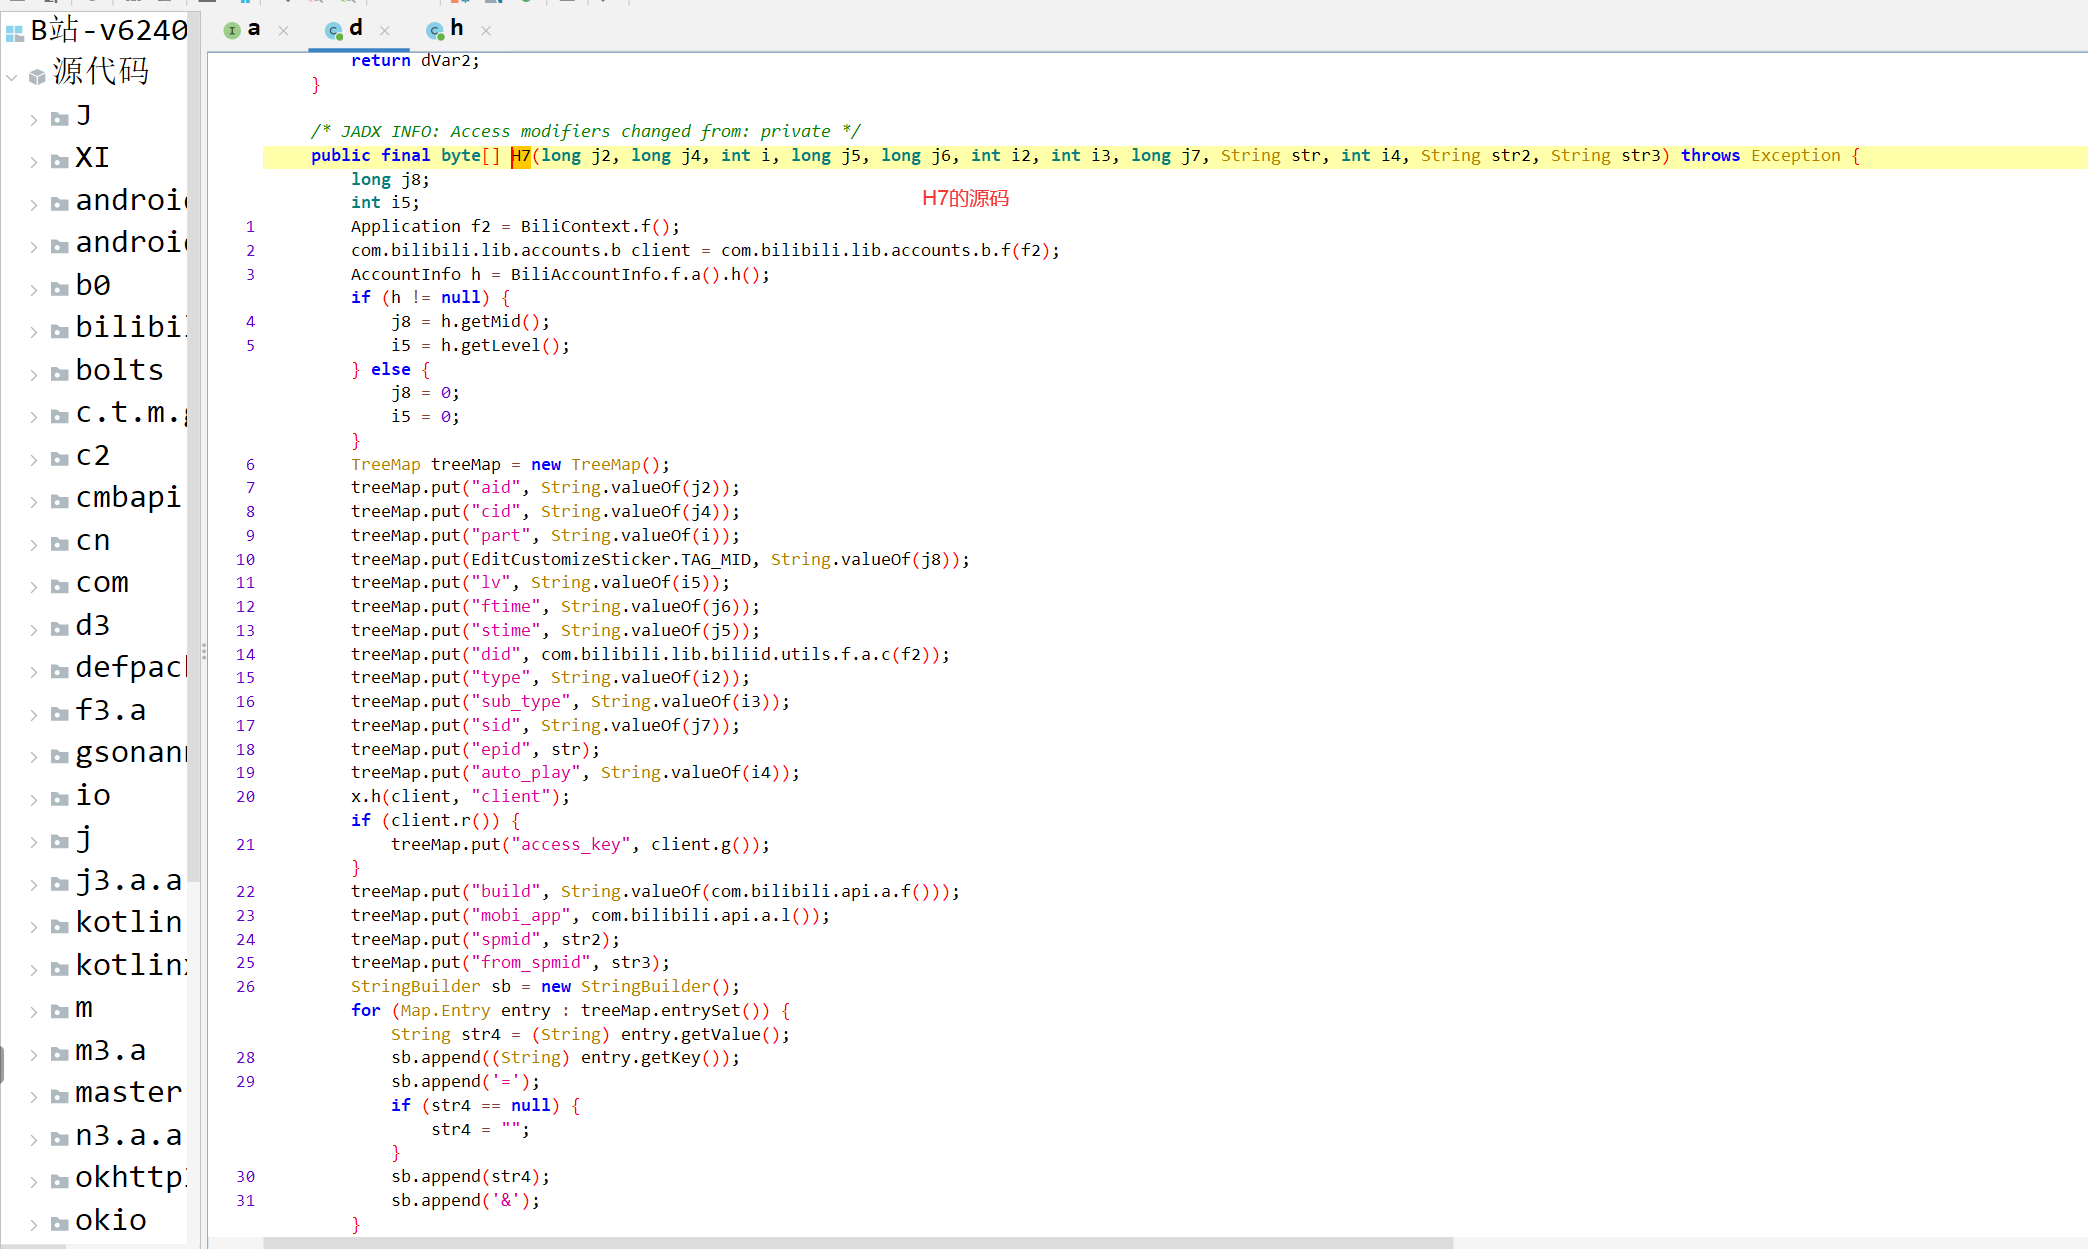 B站-v6240
源代码
J
XI
b0
bolts
c2
cmbapi
cn
com
d3
f3.a
io
j
j3.a.a
kotlin
m
m3.a
master
n3.a.a
okio
a
d
h
return dVar2;
}
/* JADX INFO: Access modifiers changed from: private */
public final byte[] H7(long j2, long j4, int i, long j5, long j6, int i2, int i3, long j7, String str, int i4, String str2, String str3) throws Exception {
long j8;
int i5;
H7的源码
1 Application f2 = BiliContext.f();
2 com.bilibili.lib.accounts.b client = com.bilibili.lib.accounts.b.f(f2);
3 AccountInfo h = BiliAccountInfo.f.a().h();
if (h != null) {
4 j8 = h.getMid();
5 i5 = h.getLevel();
} else {
j8 = 0;
i5 = 0;
}
6 TreeMap treeMap = new TreeMap();
7 treeMap.put("aid", String.valueOf(j2));
8 treeMap.put("cid", String.valueOf(j4));
9 treeMap.put("part", String.valueOf(i));
10 treeMap.put(EditCustomizeSticker.TAG_MID, String.valueOf(j8));
11 treeMap.put("lv", String.valueOf(i5));
12 treeMap.put("ftime", String.valueOf(j6));
13 treeMap.put("stime", String.valueOf(j5));
14 treeMap.put("did", com.bilibili.lib.biliid.utils.f.a.c(f2));
15 treeMap.put("type", String.valueOf(i2));
16 treeMap.put("sub_type", String.valueOf(i3));
17 treeMap.put("sid", String.valueOf(j7));
18 treeMap.put("epid", str);
19 treeMap.put("auto_play", String.valueOf(i4));
20 x.h(client, "client");
if (client.r()) {
21 treeMap.put("access_key", client.g());
}
22 treeMap.put("build", String.valueOf(com.bilibili.api.a.f()));
23 treeMap.put("mobi_app", com.bilibili.api.a.l());
24 treeMap.put("spmid", str2);
25 treeMap.put("from_spmid", str3);
26 StringBuilder sb = new StringBuilder();
for (Map.Entry entry : treeMap.entrySet()) {
String str4 = (String) entry.getValue();
28 sb.append((String) entry.getKey());
29 sb.append('=');
if (str4 == null) {
str4 = "";
}
30 sb.append(str4);
31 sb.append('&');
}